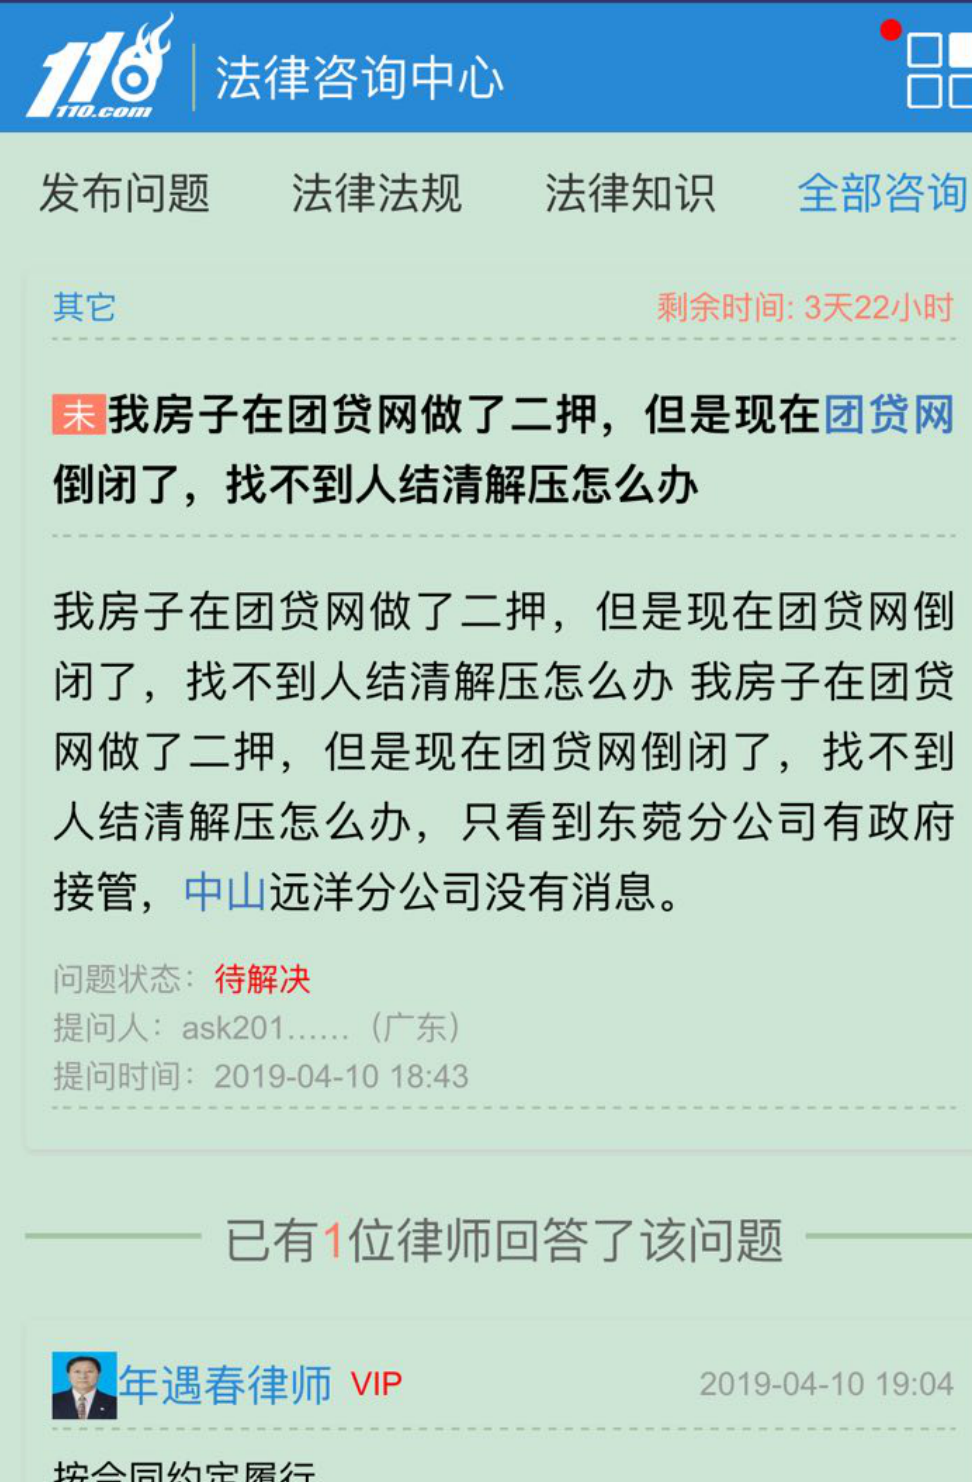 110
110.com
法律咨询中心
发布问题 法律法规 法律知识 全部咨询
其它 剩余时间: 3天22小时
未 我房子在团贷网做了二押，但是现在团贷网
倒闭了，找不到人结清解压怎么办
我房子在团贷网做了二押，但是现在团贷网倒
闭了，找不到人结清解压怎么办 我房子在团贷
网做了二押，但是现在团贷网倒闭了，找不到
人结清解压怎么办，只看到东菀分公司有政府
接管，中山远洋分公司没有消息。
问题状态：待解决
提问人：ask201......（广东）
提问时间：2019-04-10 18:43
已有1位律师回答了该问题
年遇春律师 VIP 2019-04-10 19:04
按合同约定履行